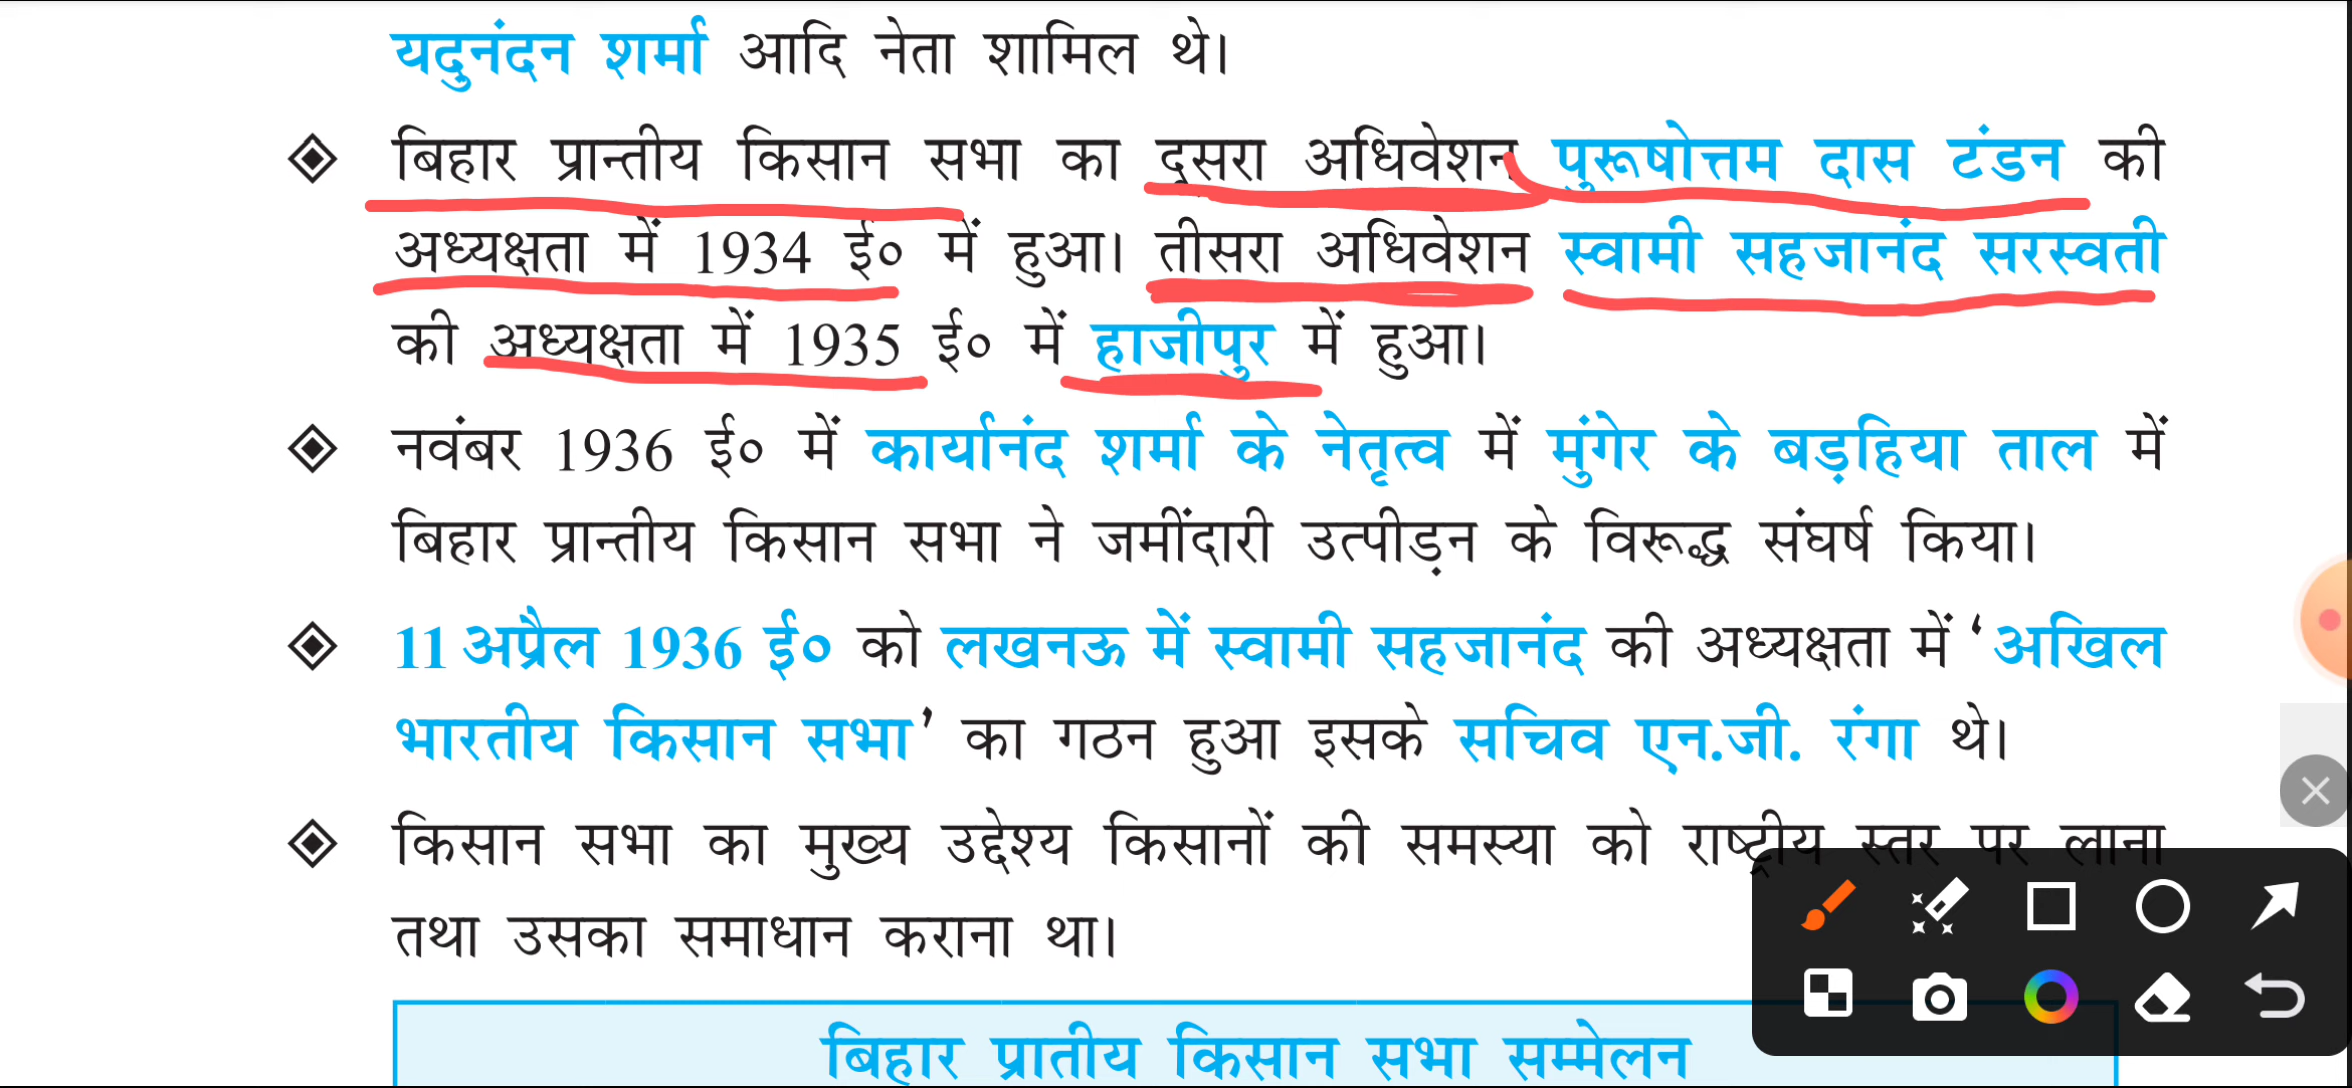 यदुनंदन शर्मा आदि नेता शामिल थे।
बिहार प्रान्तीय किसान सभा का दूसरा अधिवेशन पुरूषोत्तम दास टंडन की
अध्यक्षता में 1934 ई० में हुआ। तीसरा अधिवेशन स्वामी सहजानंद सरस्वती
की अध्यक्षता में 1935 ई० में हाजीपुर में हुआ।
नवंबर 1936 ई० में कार्यानंद शर्मा के नेतृत्व में मुंगेर के बड़हिया ताल में
बिहार प्रान्तीय किसान सभा ने जमींदारी उत्पीड़न के विरूद्ध संघर्ष किया।
11 अप्रैल 1936 ई० को लखनऊ में स्वामी सहजानंद की अध्यक्षता में ‘अखिल
भारतीय किसान सभा’ का गठन हुआ इसके सचिव एन.जी. रंगा थे।
किसान सभा का मुख्य उद्देश्य किसानों की समस्या को राष्ट्रीय स्तर पर लाना
तथा उसका समाधान कराना था।
बिहार प्रातीय किसान सभा सम्मेलन